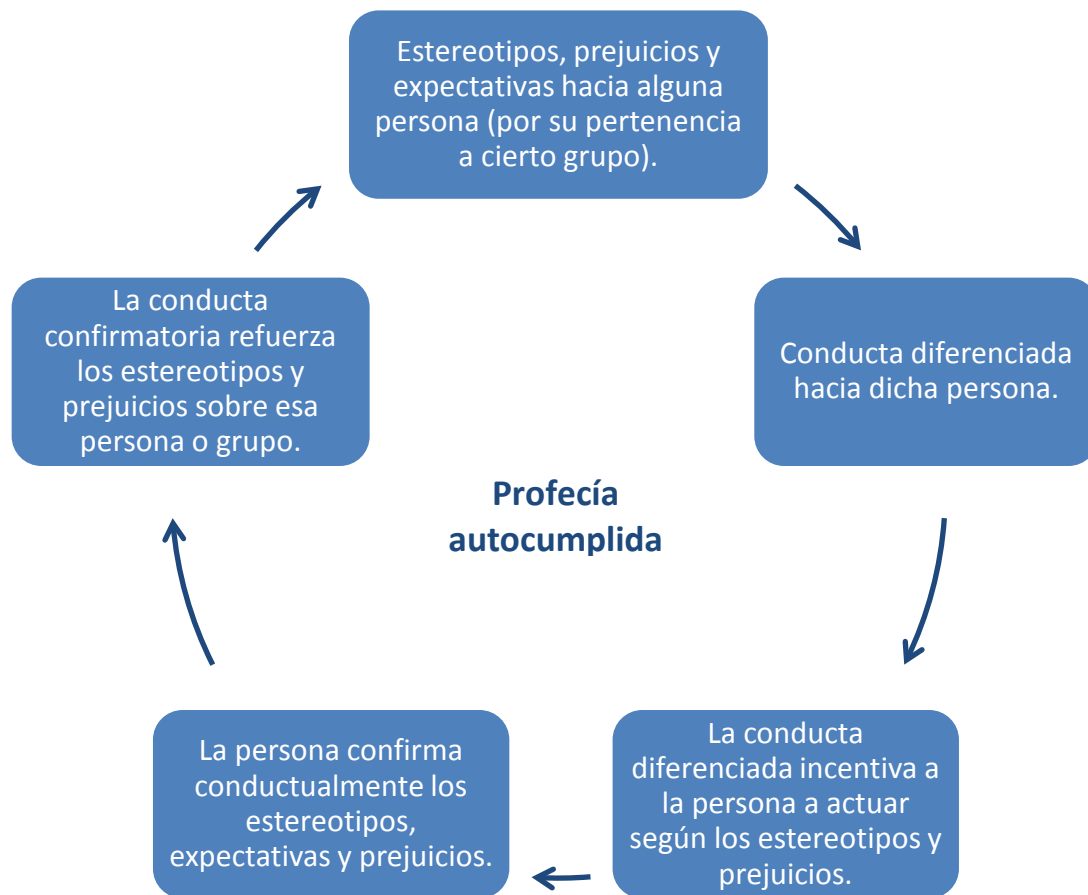 Estereotipos, prejuicios y
expectativas hacia alguna
persona (por su pertenencia
a cierto grupo).
Conducta diferenciada
hacia dicha persona.
La conducta
diferenciada incentiva a
la persona a actuar
según los estereotipos y
prejuicios.
La persona confirma
conductualmente los
estereotipos,
expectativas y prejuicios.
La conducta
confirmatoria refuerza
los estereotipos y
prejuicios sobre esa
persona o grupo.
Profecía
autocumplida